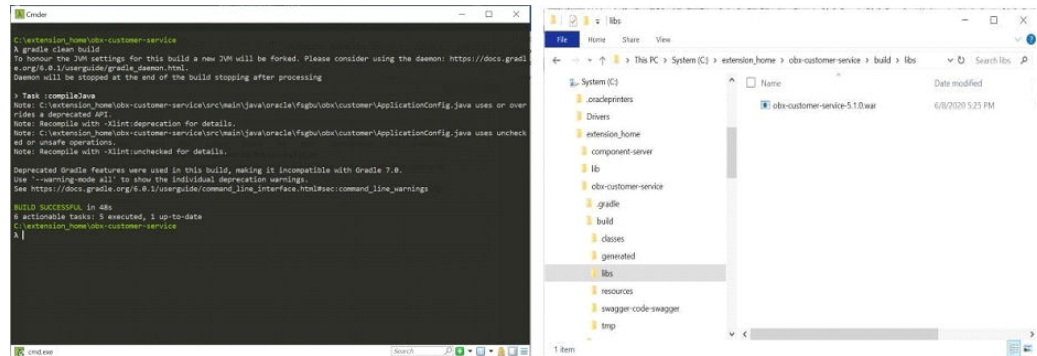 Cmder
C:\extension_home\obx-customer-service
λ gradle clean build
To honour the JVM settings for this build a new JVM will be forked. Please consider using the daemon: https://docs.gradl
e.org/6.0.1/userguide/gradle_daemon.html.
Daemon will be stopped at the end of the build stopping after processing
> Task :compileJava
Note: C:\extension_home\obx-customer-service\src\main\java\oracle\fsgbu\obx\customer\ApplicationConfig.java uses or over
rides a deprecated API.
Note: Recompile with -Xlint:deprecation for details.
Note: C:\extension_home\obx-customer-service\src\main\java\oracle\fsgbu\obx\customer\ApplicationConfig.java uses uncheck
ed or unsafe operations.
Note: Recompile with -Xlint:unchecked for details.
Deprecated Gradle features were used in this build, making it incompatible with Gradle 7.0.
Use '--warning-mode all' to show the individual deprecation warnings.
See https://docs.gradle.org/6.0.1/userguide/command_line_interface.html#sec:command_line_warnings
BUILD SUCCESSFUL in 48s
6 actionable tasks: 5 executed, 1 up-to-date
C:\extension_home\obx-customer-service
λ
cmd.exe
Search
libs
File Home Share View
This PC > System (C:) > extension_home > obx-customer-service > build > libs
Search libs
System (C:)
.oracleprinters
Drivers
extension_home
component-server
lib
obx-customer-service
.gradle
build
classes
generated
libs
resources
swagger-code-swagger
tmp
Name Date modified
obx-customer-service-5.1.0.war 6/8/2020 5:25 PM
1 item